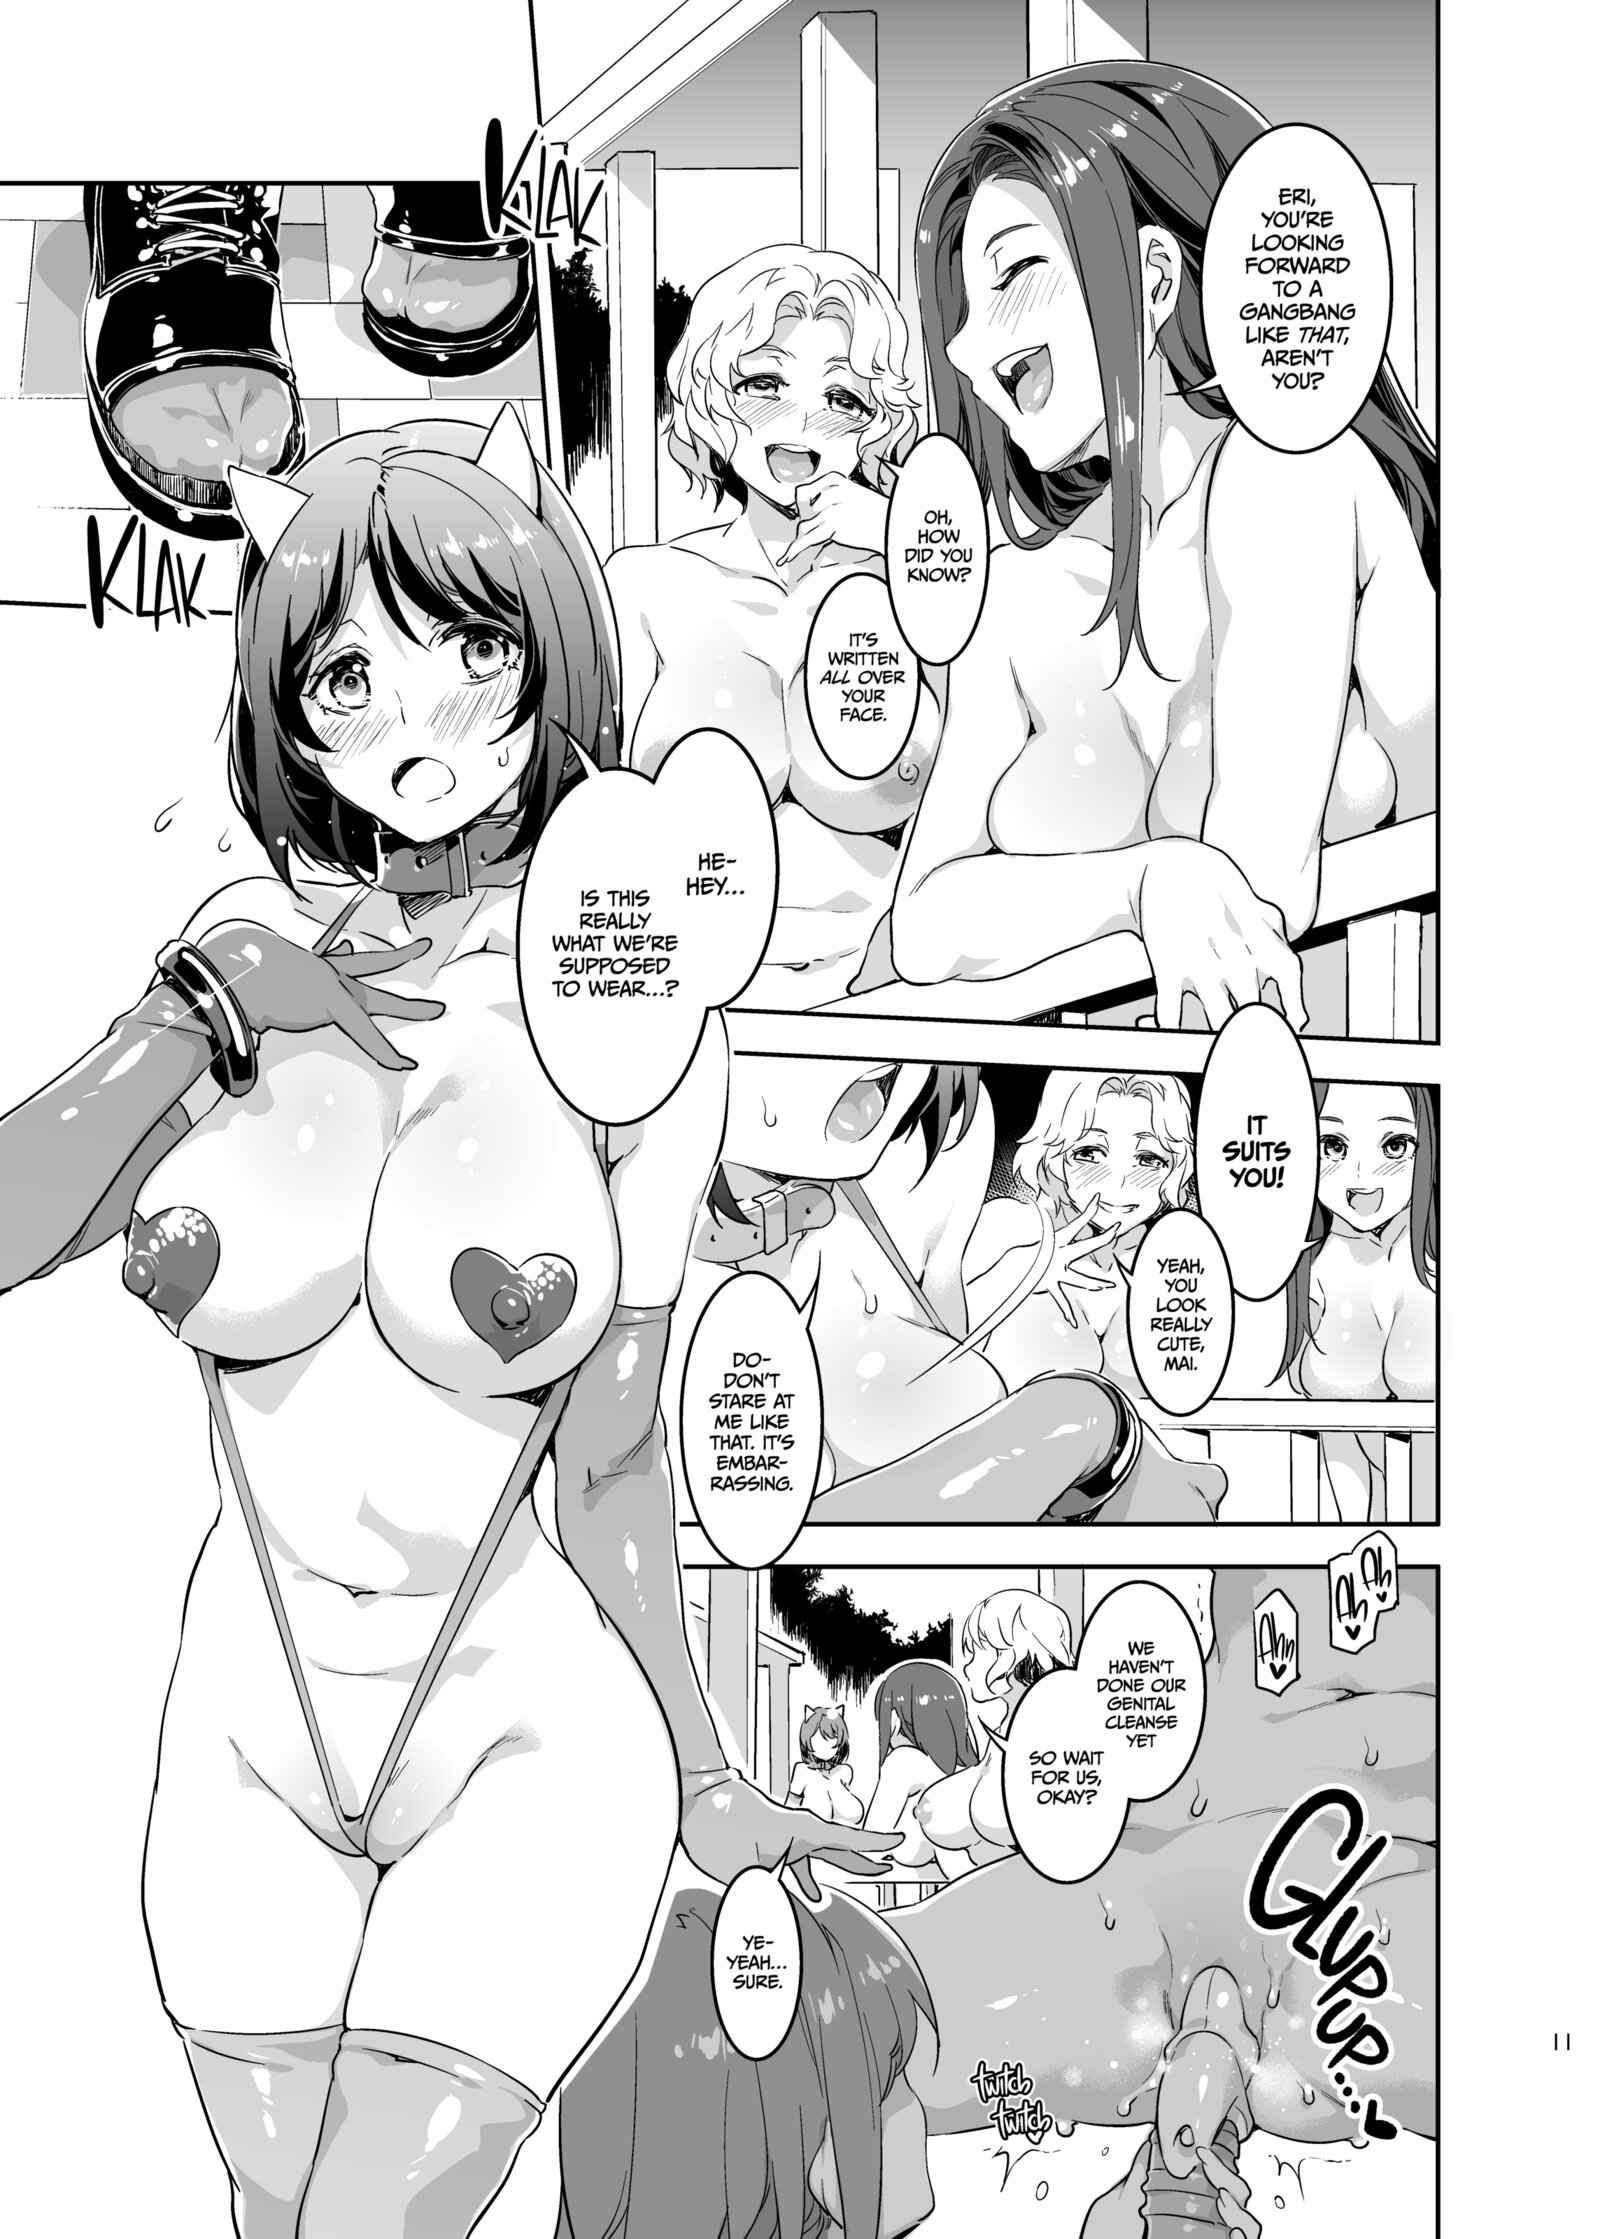 ERI,
YOU'RE
LOOKING
FORWARD
TO A
GANGBANG
LIKE THAT,
AREN'T
YOU?
OH,
HOW
DID YOU
KNOW?
IT'S
WRITTEN
ALL OVER
YOUR
FACE.
KLAK
KLAK
HE-
HEY...
IS THIS
REALLY
WHAT WE'RE
SUPPOSED
TO WEAR...?
IT
SUITS
YOU!
YEAH,
YOU
LOOK
REALLY
CUTE,
MAI.
DO-
DON'T
STARE AT
ME LIKE
THAT. IT'S
EMBAR-
RASSING.
Ah
Ah
Ahn
WE
HAVEN'T
DONE OUR
GENITAL
CLEANSE
YET
SO WAIT
FOR US,
OKAY?
YE-
YEAH...
SURE.
GLUP
UP...
twitch
twitch
11